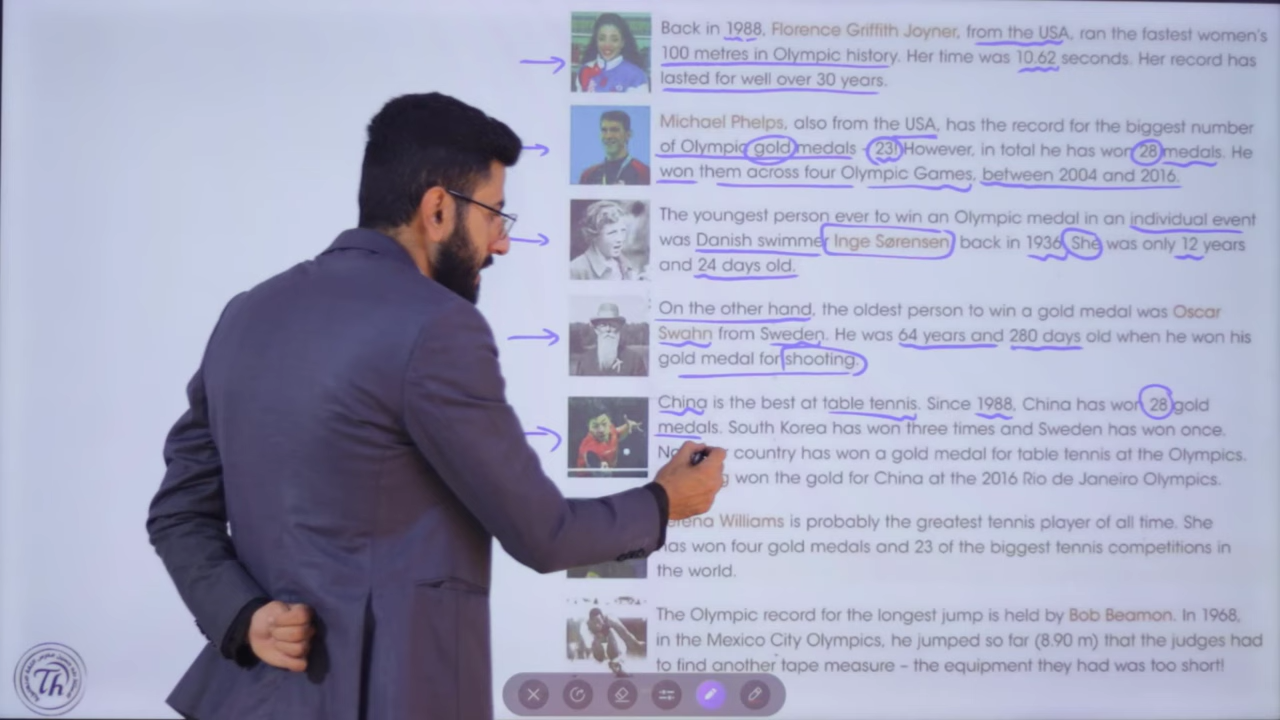 Back in 1988, Florence Griffith Joyner, from the USA, ran the fastest women's
100 metres in Olympic history. Her time was 10.62 seconds. Her record has
lasted for well over 30 years.
Michael Phelps, also from the USA, has the record for the biggest number
of Olympic gold medals – 23! However, in total he has won 28 medals. He
won them across four Olympic Games, between 2004 and 2016.
The youngest person ever to win an Olympic medal in an individual event
was Danish swimmer Inge Sørensen back in 1936. She was only 12 years
and 24 days old.
On the other hand, the oldest person to win a gold medal was Oscar
Swahn from Sweden. He was 64 years and 280 days old when he won his
gold medal for shooting.
China is the best at table tennis. Since 1988, China has won 28 gold
medals. South Korea has won three times and Sweden has won once.
country has won a gold medal for table tennis at the Olympics.
won the gold for China at the 2016 Rio de Janeiro Olympics.
Serena Williams is probably the greatest tennis player of all time. She
has won four gold medals and 23 of the biggest tennis competitions in
the world.
The Olympic record for the longest jump is held by Bob Beamon. In 1968,
in the Mexico City Olympics, he jumped so far (8.90 m) that the judges had
to find another tape measure – the equipment they had was too short!
Th